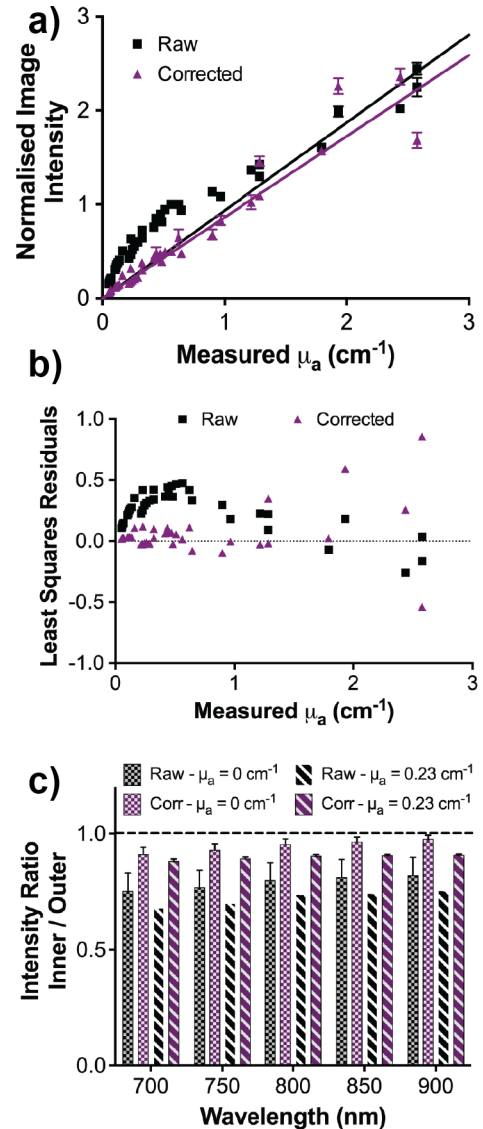 a)
Normalised Image
Intensity
3
2
1
0
Raw
Corrected
0
1
2
3
Measured μa (cm-1)
b)
Least Squares Residuals
1.0
0.5
0.0
-0.5
-1.0
Raw
Corrected
0
1
2
3
Measured μa (cm-1)
c)
Raw - μa = 0 cm-1
Raw - μa = 0.23 cm-1
Corr - μa = 0 cm-1
Corr - μa = 0.23 cm-1
Intensity Ratio
Inner / Outer
1.0
0.5
0.0
700
750
800
850
900
Wavelength (nm)